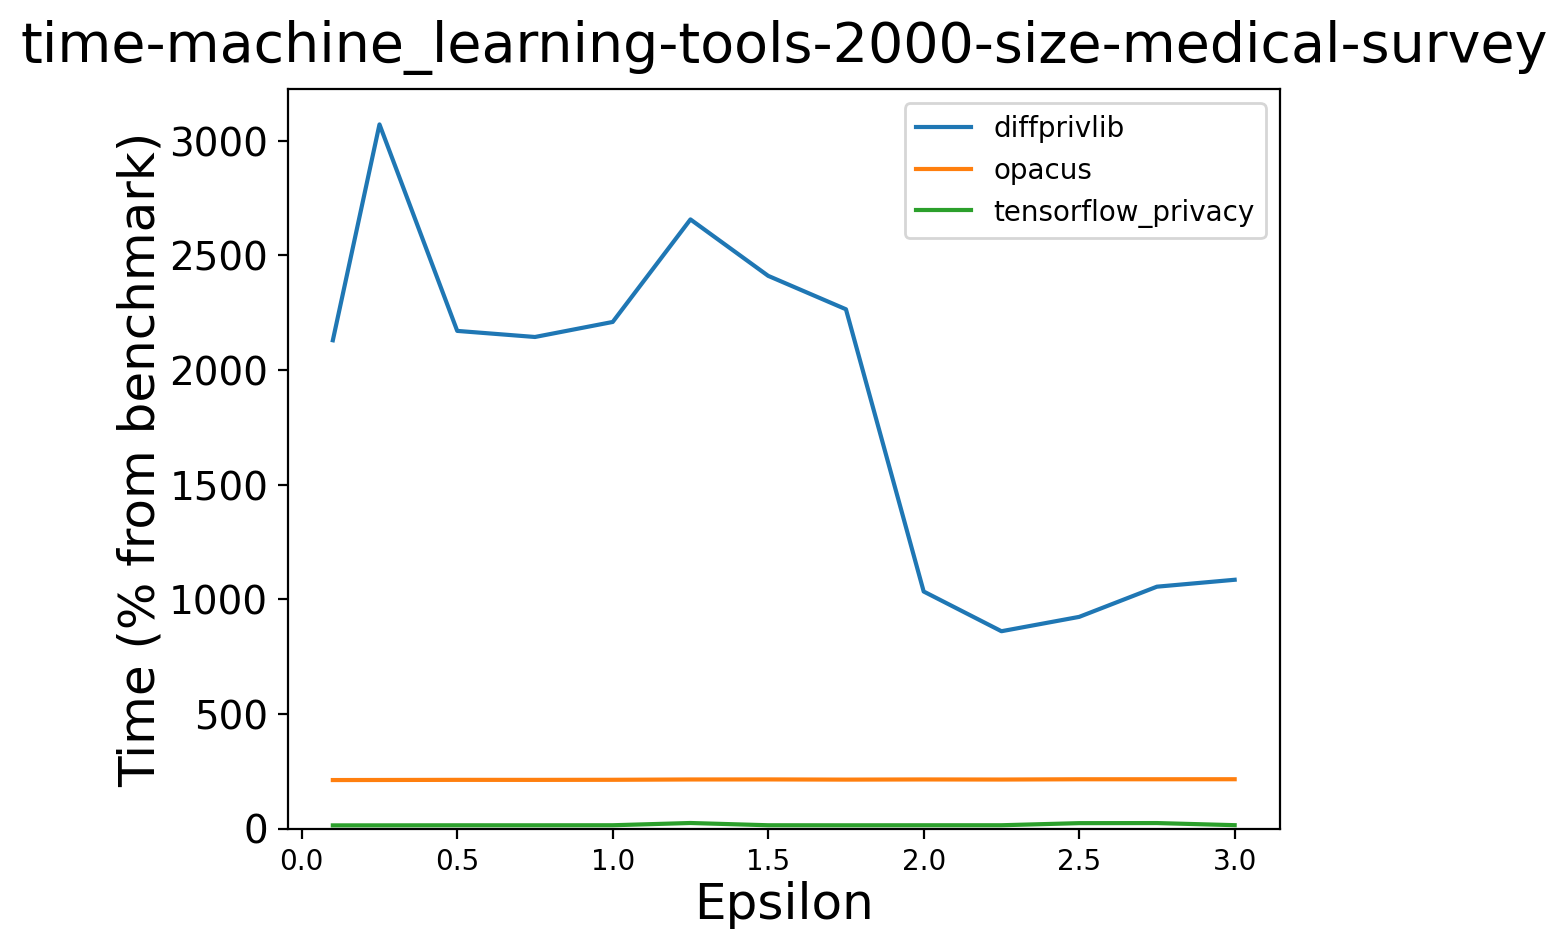 time-machine_learning-tools-2000-size-medical-survey
diffprivlib
opacus
tensorflow_privacy
Time (% from benchmark)
3000
2500
2000
1500
1000
500
0
0.0 0.5 1.0 1.5 2.0 2.5 3.0
Epsilon